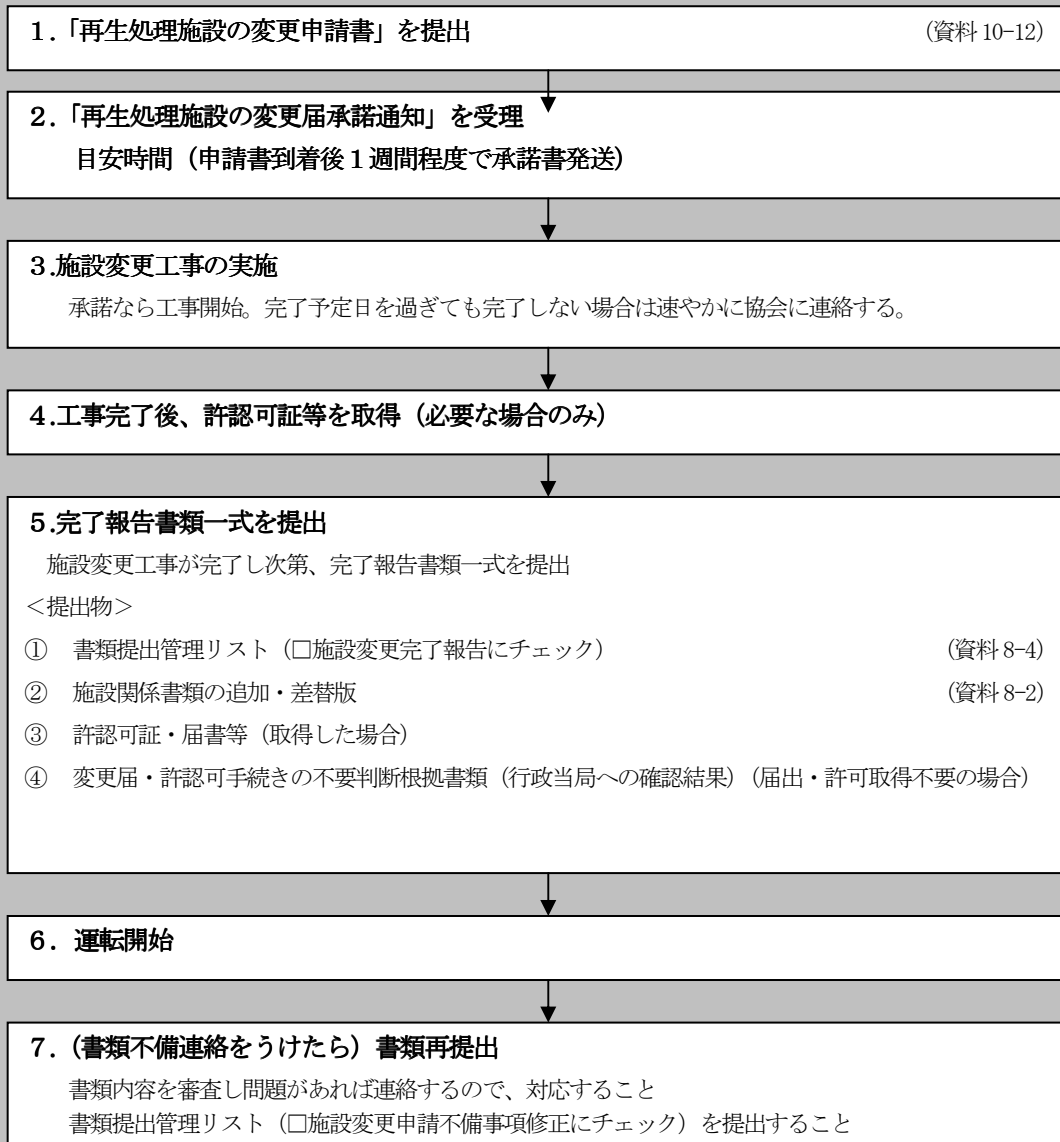 １.「再生処理施設の変更申請書」を提出 (資料10-12)
２.「再生処理施設の変更届承諾通知」を受理
目安時間（申請書到着後１週間程度で承諾書発送）
３.施設変更工事の実施
承諾なら工事開始。完了予定日を過ぎても完了しない場合は速やかに協会に連絡する。
４.工事完了後、許認可証等を取得（必要な場合のみ）
５.完了報告書類一式を提出
施設変更工事が完了し次第、完了報告書類一式を提出
＜提出物＞
① 書類提出管理リスト（□施設変更完了報告にチェック） (資料8-4)
② 施設関係書類の追加・差替版 (資料8-2)
③ 許認可証・届書等（取得した場合）
④ 変更届・許認可手続きの不要判断根拠書類（行政当局への確認結果）（届出・許可取得不要の場合）
６．運転開始
７.（書類不備連絡をうけたら）書類再提出
書類内容を審査し問題があれば連絡するので、対応すること
書類提出管理リスト（□施設変更申請不備事項修正にチェック）を提出すること